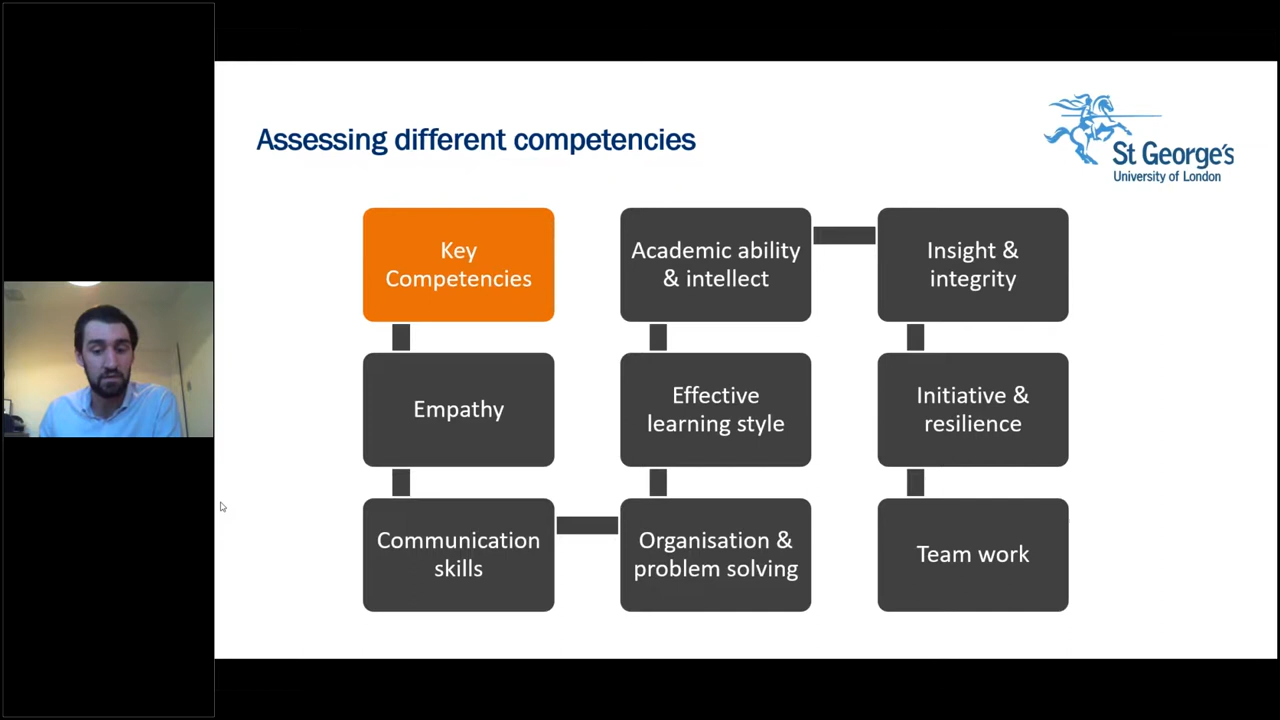 Assessing different competencies
St George's
University of London
Key
Competencies
Empathy
Communication
skills
Organisation &
problem solving
Effective
learning style
Academic ability
& intellect
Insight &
integrity
Initiative &
resilience
Team work